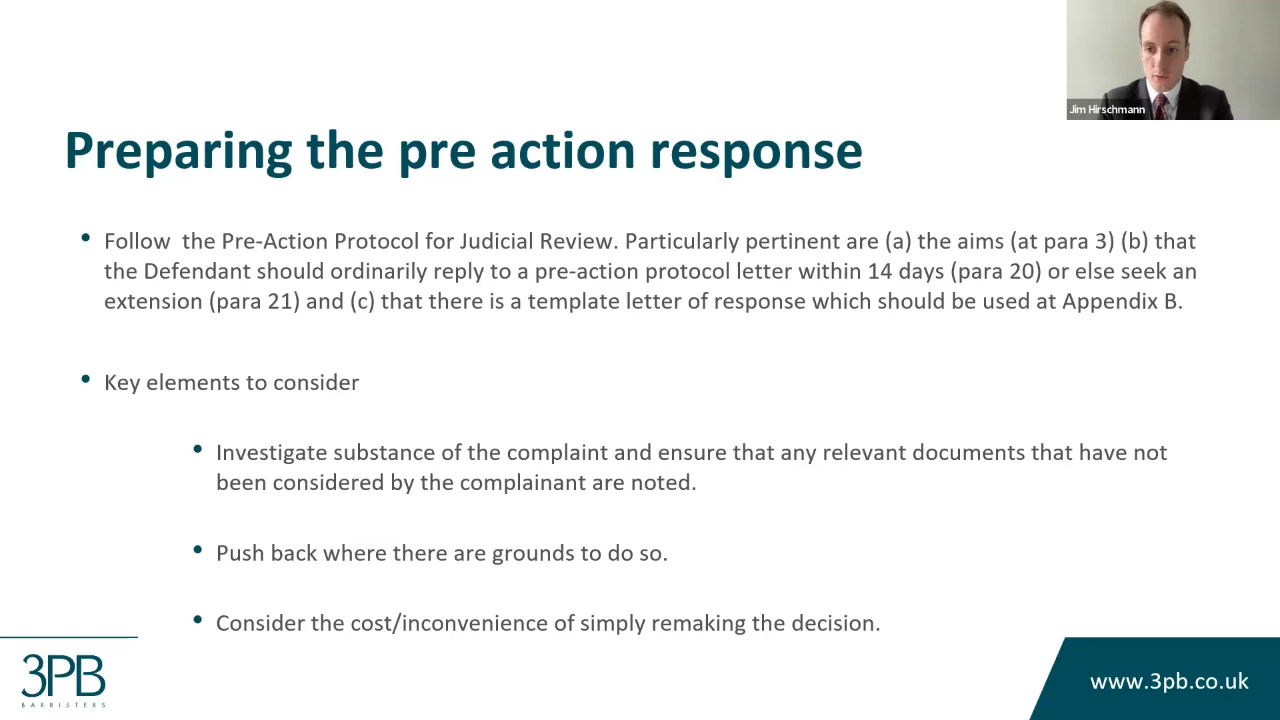 Jim Hirschmann
Preparing the pre action response
• Follow  the Pre-Action Protocol for Judicial Review. Particularly pertinent are (a) the aims (at para 3) (b) that
the Defendant should ordinarily reply to a pre-action protocol letter within 14 days (para 20) or else seek an
extension (para 21) and (c) that there is a template letter of response which should be used at Appendix B.
• Key elements to consider
• Investigate substance of the complaint and ensure that any relevant documents that have not
been considered by the complainant are noted.
• Push back where there are grounds to do so.
• Consider the cost/inconvenience of simply remaking the decision.
3PB
BARRISTERS
www.3pb.co.uk